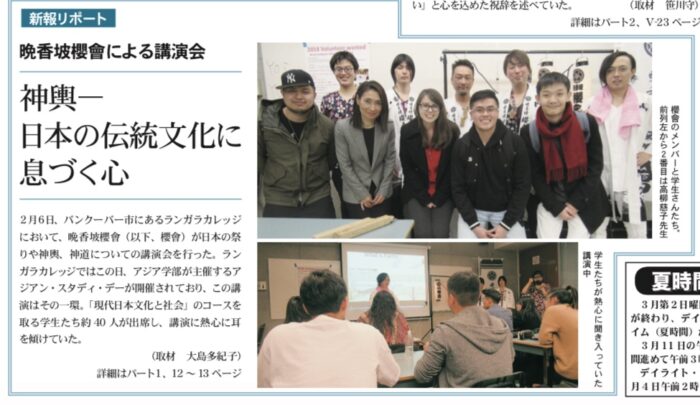 い」と心を込めた祝辞を述べていた。
（取材　笹川守）
詳細はパート2、V-23ページ
新報リポート
晩香坡櫻會による講演会
神輿―
日本の伝統文化に
息づく心
2月6日、バンクーバー市にあるランガラカレッジ
において、晩香坡櫻會（以下、櫻會）が日本の祭
りや神輿、神道についての講演会を行った。ラン
ガラカレッジではこの日、アジア学部が主催するア
ジアン・スタディ・デーが開催されており、この講
演はその一環。「現代日本文化と社会」のコースを
取る学生たち約40人が出席し、講演に熱心に耳
を傾けていた。
（取材　大島多紀子）
詳細はパート1、12～13ページ
櫻會のメンバーと学生さんたち。
前列左から2番目は高柳慈子先生
学生たちが熱心に聞き入っていた
講演中
夏時間
3月第2日曜
が終わり、デイ
イム（夏時間）
3月11日の午
間進めて午前3
デイライト・
月4日午前2時